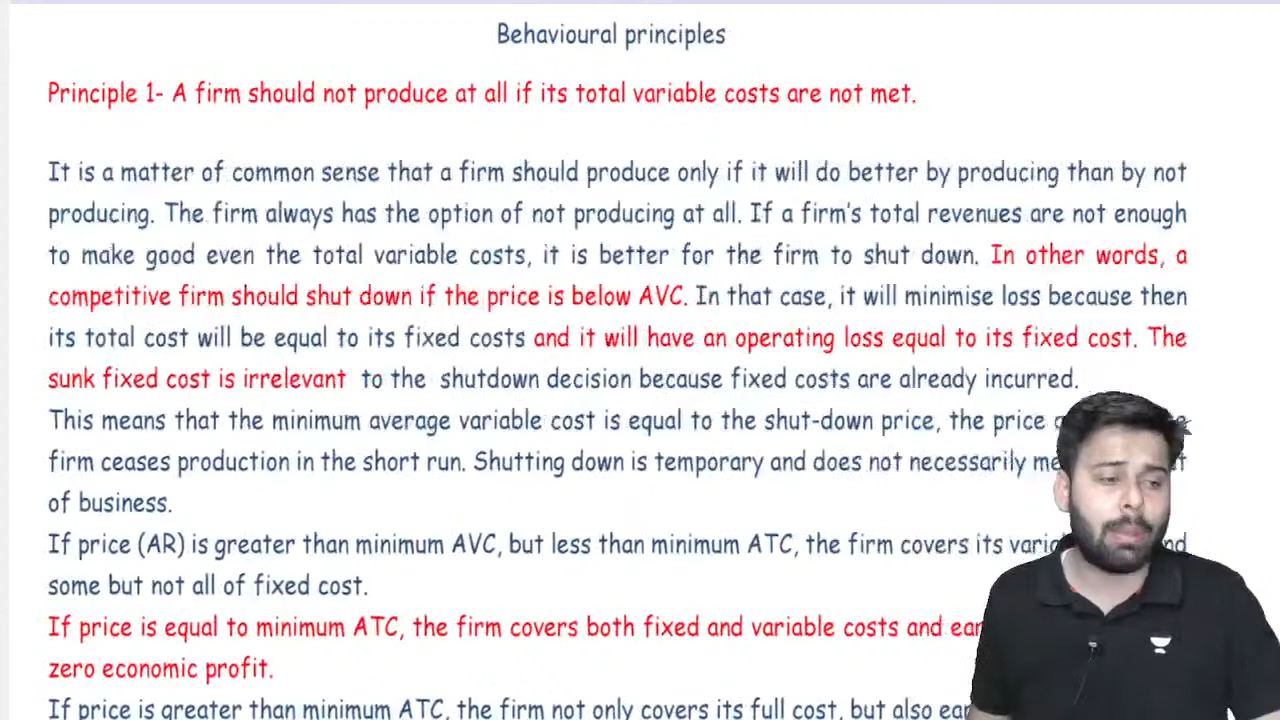 Behavioural principles
Principle 1- A firm should not produce at all if its total variable costs are not met.
It is a matter of common sense that a firm should produce only if it will do better by producing than by not
producing. The firm always has the option of not producing at all. If a firm's total revenues are not enough
to make good even the total variable costs, it is better for the firm to shut down. In other words, a
competitive firm should shut down if the price is below AVC. In that case, it will minimise loss because then
its total cost will be equal to its fixed costs and it will have an operating loss equal to its fixed cost. The
sunk fixed cost is irrelevant to the shutdown decision because fixed costs are already incurred.
This means that the minimum average variable cost is equal to the shut-down price, the price
firm ceases production in the short run. Shutting down is temporary and does not necessarily
of business.
If price (AR) is greater than minimum AVC, but less than minimum ATC, the firm covers its
some but not all of fixed cost.
If price is equal to minimum ATC, the firm covers both fixed and variable costs and
zero economic profit.
If price is greater than minimum ATC, the firm not only covers its full cost, but also